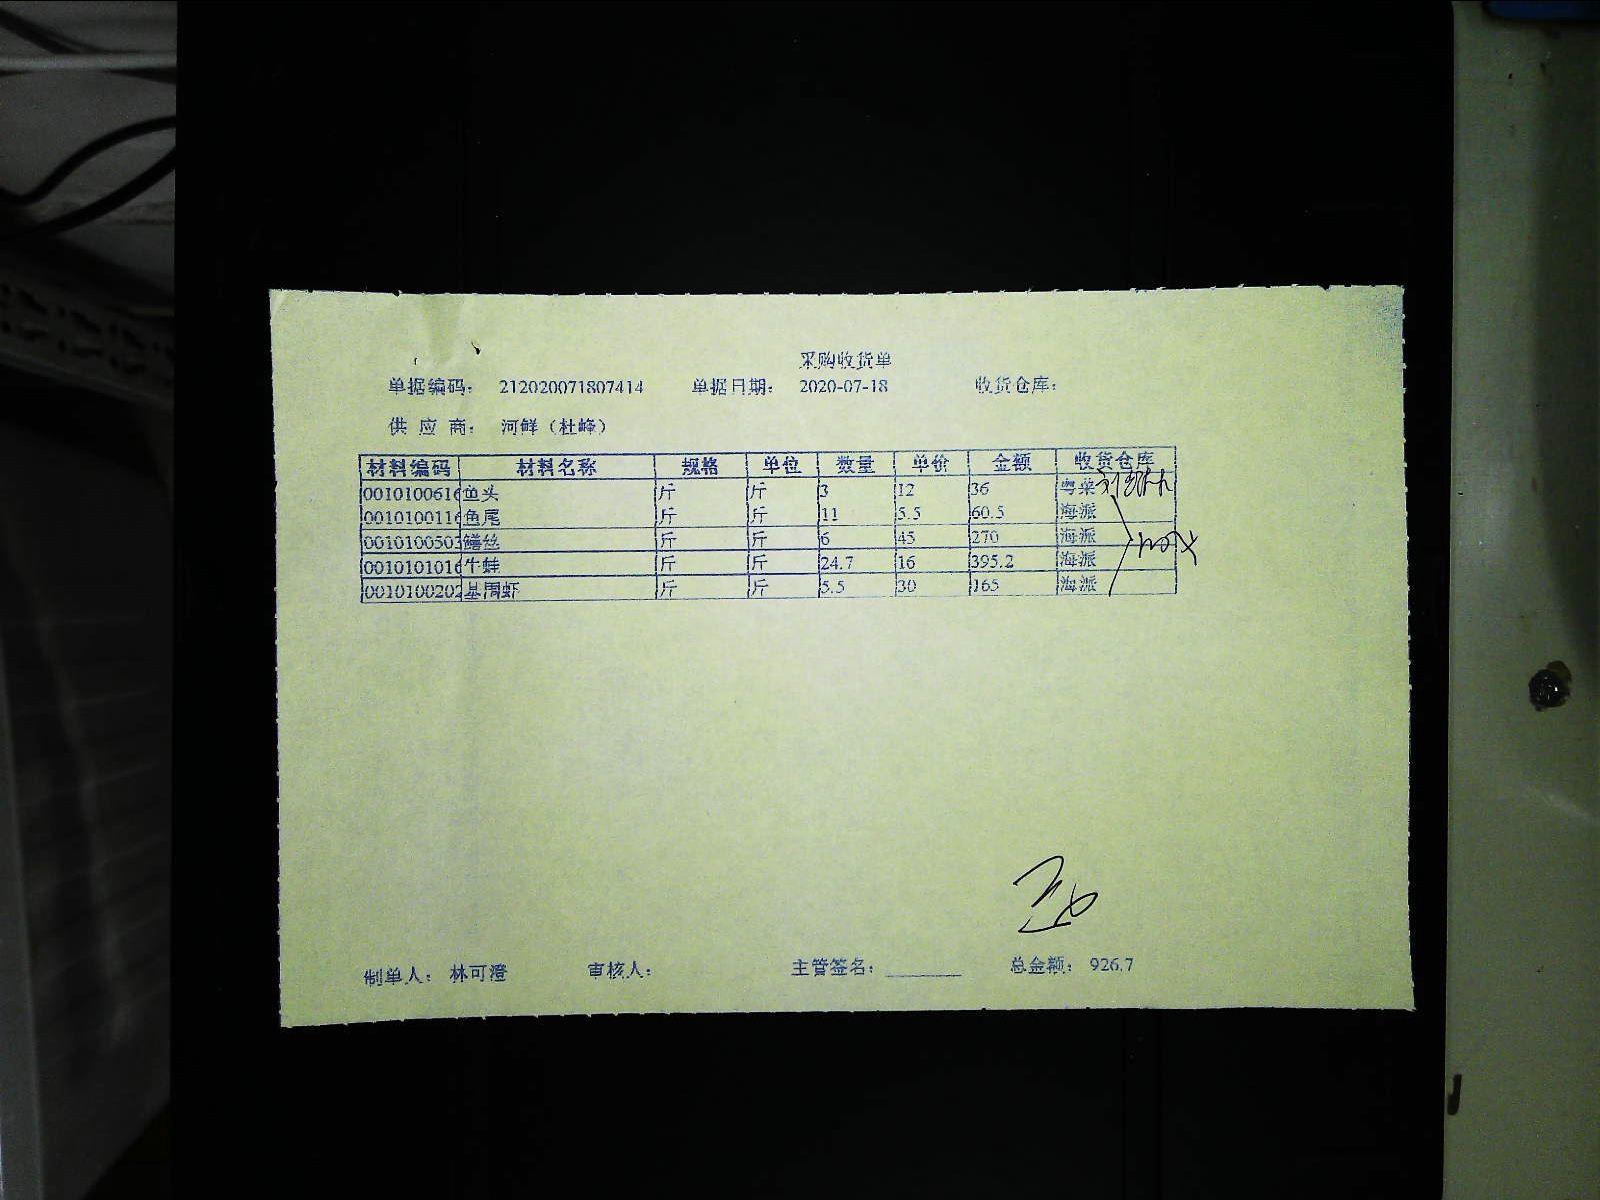 采购收货单
单据编码: 212020071807414 单据日期: 2020-07-18 收货仓库:
供 应 商: 河鲜（杜峰）
材料编码 材料名称 规格 单位 数量 单价 金额 收货仓库
0010100616 鱼头 斤 斤 3 12 36 粤菜
0010100116 鱼尾 斤 斤 11 5.5 60.5 海派
0010100503 鳝丝 斤 斤 6 45 270 海派
0010101016 牛蛙 斤 斤 24.7 16 395.2 海派
0010100202 基围虾 斤 斤 5.5 30 165 海派
制单人: 林可澄 审核人: 主管签名: ________ 总金额: 926.7